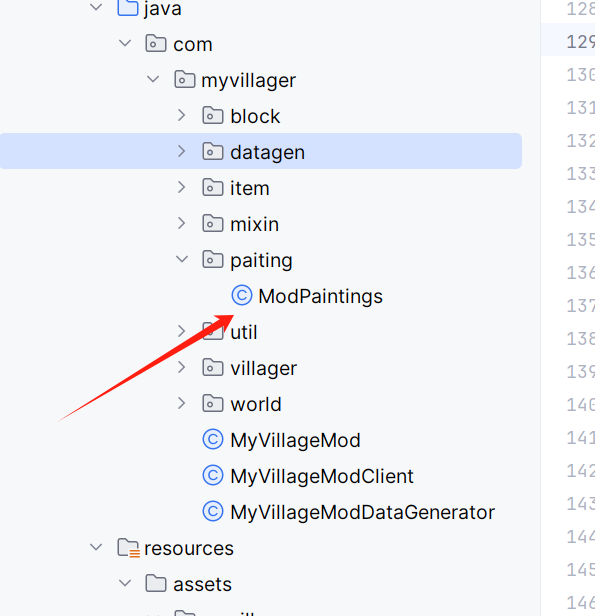 java
128
com
129
myvillager
130
block
131
datagen
132
133
item
134
mixin
135
paiting
136
ModPaintings
137
util
138
villager
139
world
140
MyVillageMod
141
MyVillageModClient
142
MyVillageModDataGenerator
143
resources
144
assets
145
146